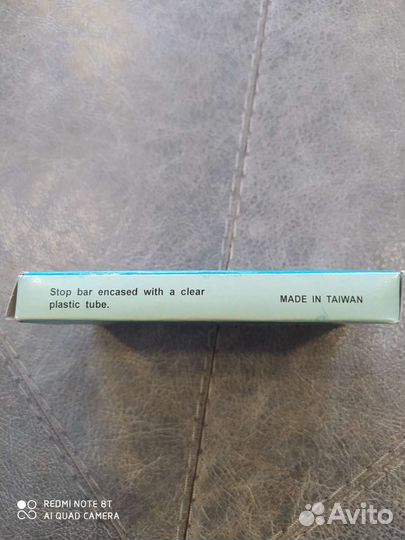 Stop bar encased with a clear
plastic tube.
MADE IN TAIWAN
REDMI NOTE 8T
AI QUAD CAMERA
Avito